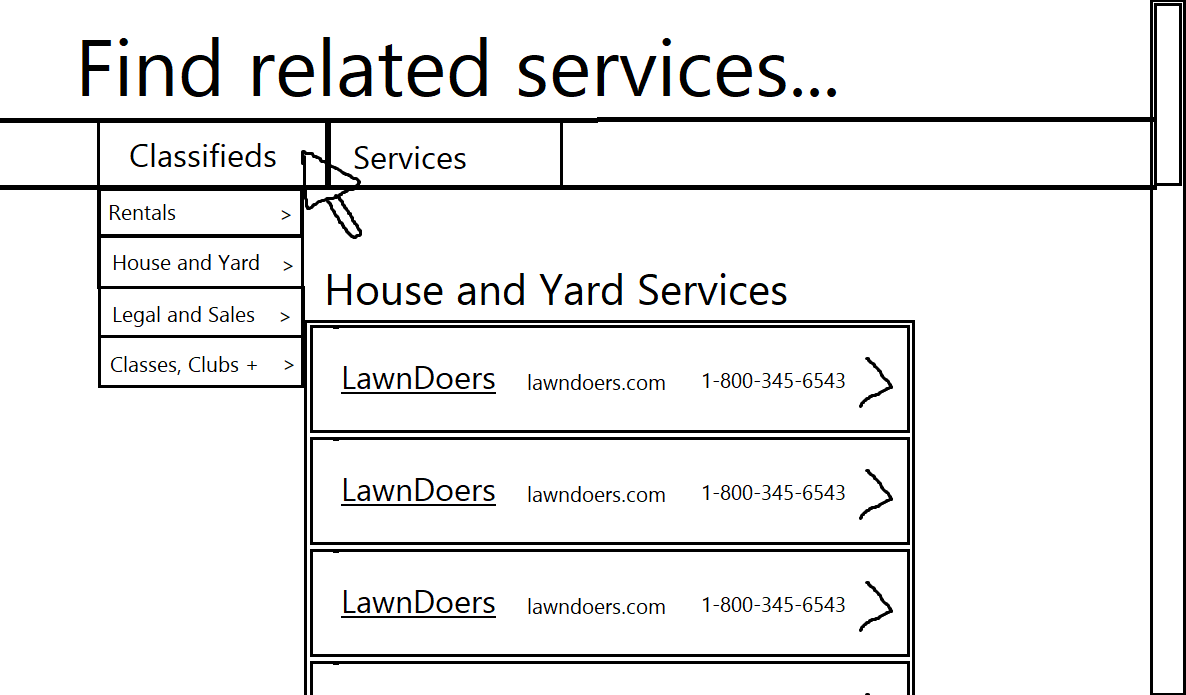 Find related services...
Classifieds
Services
Rentals >
House and Yard >
Legal and Sales >
Classes, Clubs + >
House and Yard Services
LawnDoers lawndoers.com 1-800-345-6543
LawnDoers lawndoers.com 1-800-345-6543
LawnDoers lawndoers.com 1-800-345-6543